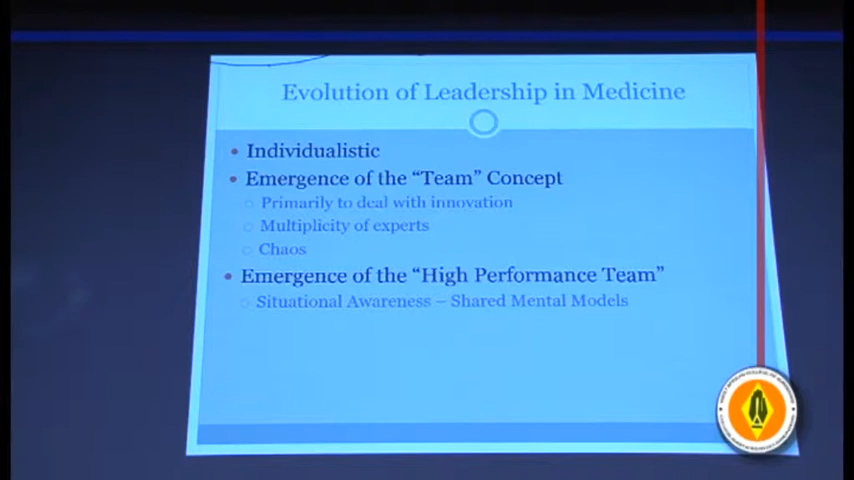 Evolution of Leadership in Medicine
Individualistic
Emergence of the “Team” Concept
Primarily to deal with innovation
Multiplicity of experts
Chaos
Emergence of the “High Performance Team”
Situational Awareness – Shared Mental Models